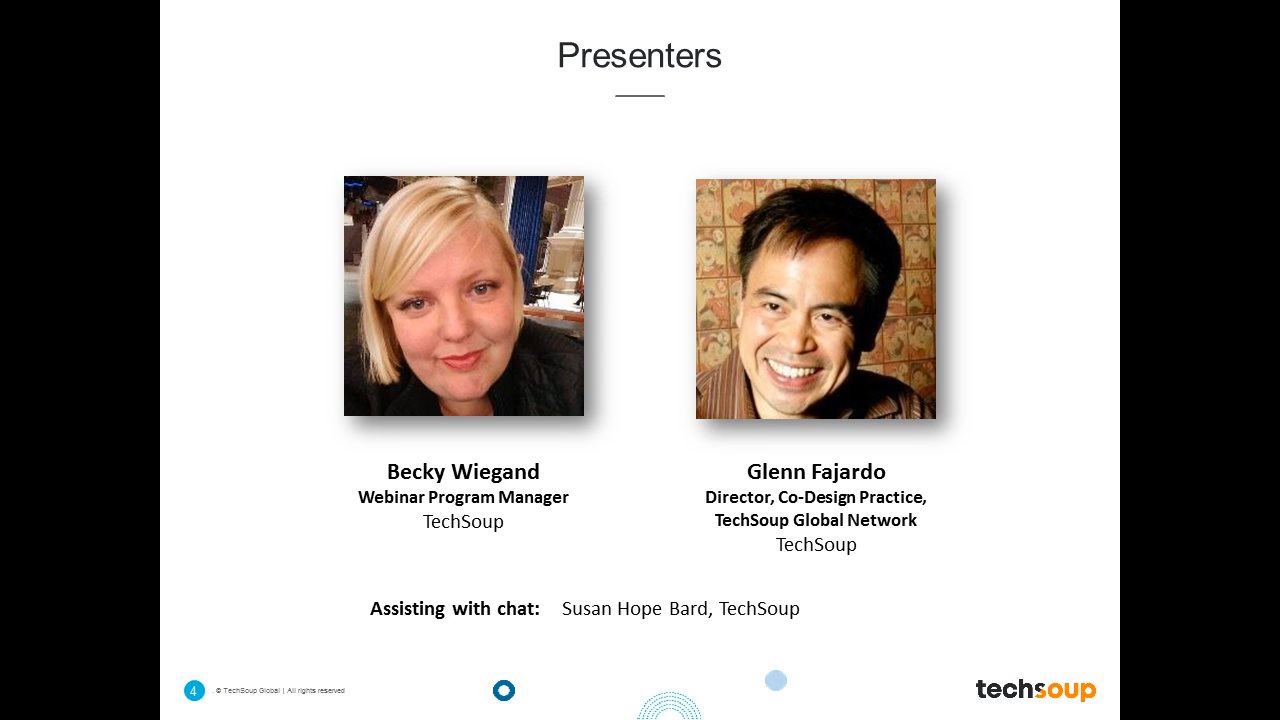 Presenters
Becky Wiegand
Webinar Program Manager
TechSoup
Glenn Fajardo
Director, Co-Design Practice,
TechSoup Global Network
TechSoup
Assisting with chat: Susan Hope Bard, TechSoup
4 . © TechSoup Global | All rights reserved
techsoup